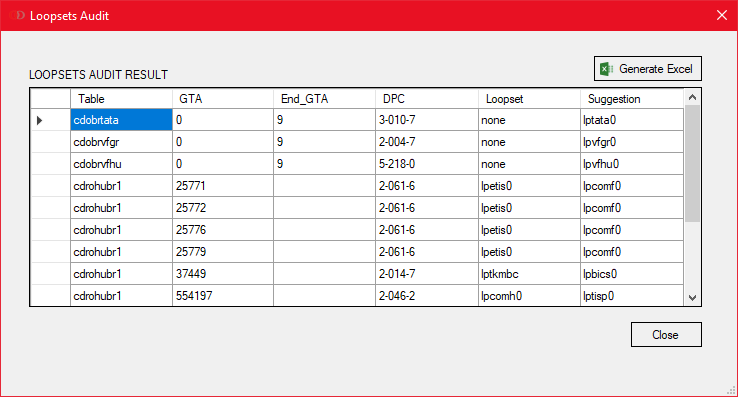 Loopsets Audit
Generate Excel
LOOPSETS AUDIT RESULT
Table GTA End_GTA DPC Loopset Suggestion
cdobrtata 0 9 3-010-7 none lptata0
cdobrvfgr 0 9 2-004-7 none lpvfgr0
cdobrvfhu 0 9 5-218-0 none lpvfhu0
cdrohubr1 25771 2-061-6 lpetis0 lpcomf0
cdrohubr1 25772 2-061-6 lpetis0 lpcomf0
cdrohubr1 25776 2-061-6 lpetis0 lpcomf0
cdrohubr1 25779 2-061-6 lpetis0 lpcomf0
cdrohubr1 37449 2-014-7 lptkmbc lpbics0
cdrohubr1 554197 2-046-2 lpcomh0 lptisp0
Close